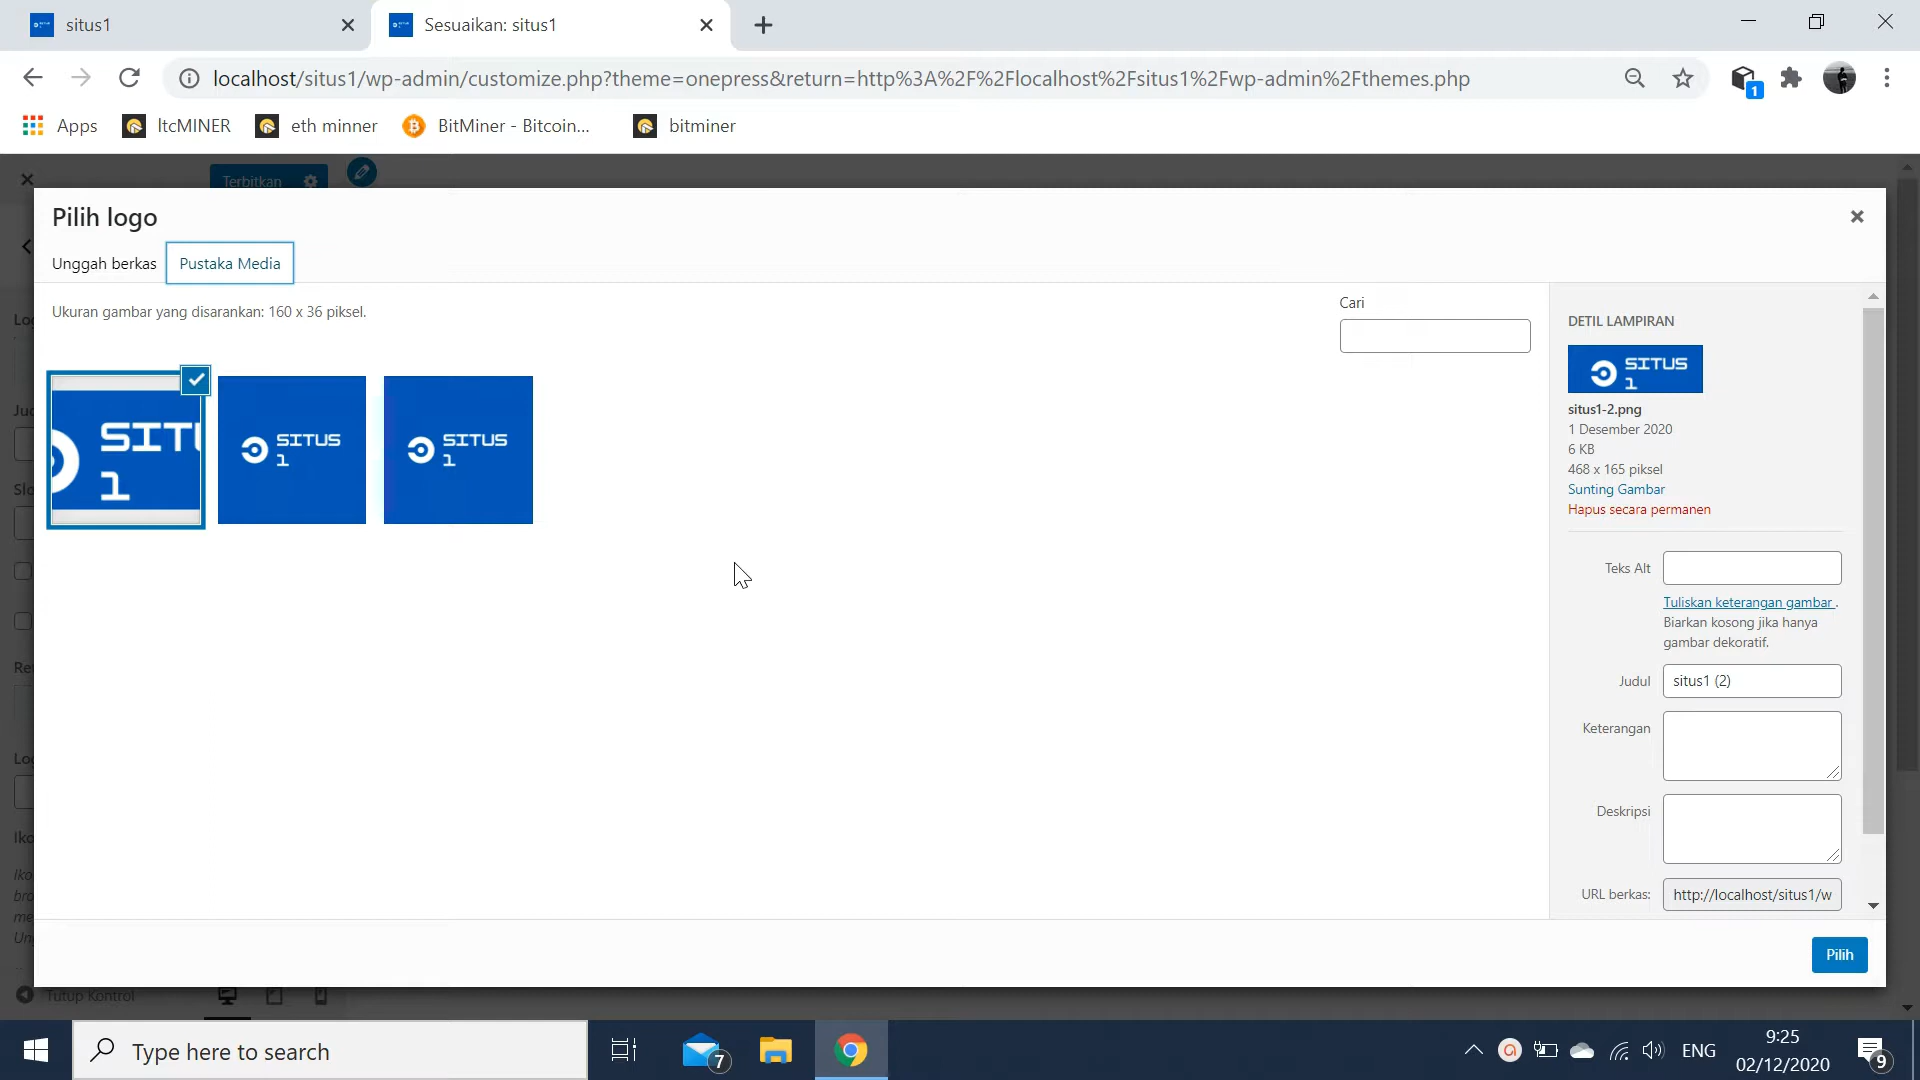 situs1
Sesuaikan: situs1
localhost/situs1/wp-admin/customize.php?theme=onepress&return=http%3A%2F%2Flocalhost%2Fsitus1%2Fwp-admin%2Fthemes.php
1
Apps
ltcMINER
eth minner
BitMiner - Bitcoin...
bitminer
Terbitkan
Pilih logo
Unggah berkas
Pustaka Media
Ukuran gambar yang disarankan: 160 x 36 piksel.
Cari
SITU
1
SITUS
1
SITUS
1
DETIL LAMPIRAN
SITUS
1
situs1-2.png
1 Desember 2020
6 KB
468 x 165 piksel
Sunting Gambar
Hapus secara permanen
Teks Alt
Tuliskan keterangan gambar .
Biarkan kosong jika hanya
gambar dekoratif.
Judul
situs1 (2)
Keterangan
Deskripsi
URL berkas:
http://localhost/situs1/w
Pilih
Tutup Kontrol
Type here to search
7
ENG
9:25
02/12/2020
9